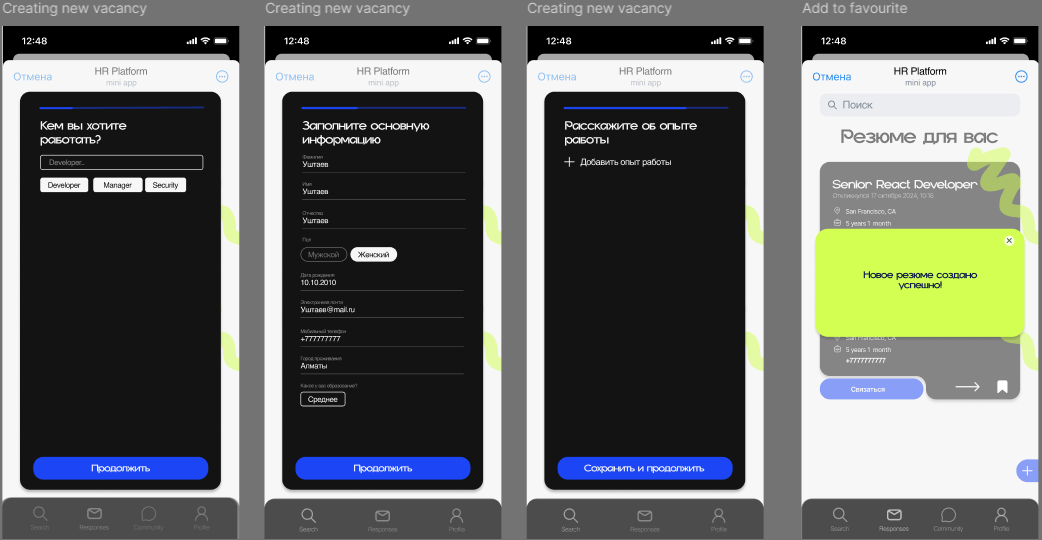 Creating new vacancy
12:48
Отмена
HR Platform
mini app
Кем вы хотите
работать?
Developer..
Developer
Manager
Security
Продолжить
Search
Responses
Community
Profile
Creating new vacancy
12:48
Отмена
HR Platform
mini app
Заполните основную
информацию
Фамилия
Уштаев
Имя
Уштаев
Отчество
Уштаев
Пол
Мужской
Женский
Дата рождения
10.10.2010
Электронная почта
Уштаев@mail.ru
Мобильный телефон
+777777777
Город проживания
Алматы
Какое у вас образование?
Среднее
Продолжить
Search
Responses
Profile
Creating new vacancy
12:48
Отмена
HR Platform
mini app
Расскажите об опыте
работы
Добавить опыт работы
Сохранить и продолжить
Search
Responses
Profile
Add to favourite
12:48
Отмена
HR Platform
mini app
Поиск
Резюме для вас
Senior React Developer
Откликнулся 17 октября 2024, 10:16
San Francisco, CA
5 years 1 month
Новое резюме создано
успешно!
San Francisco, CA
5 years 1 month
+7777777777
Связаться
Search
Responses
Community
Profile